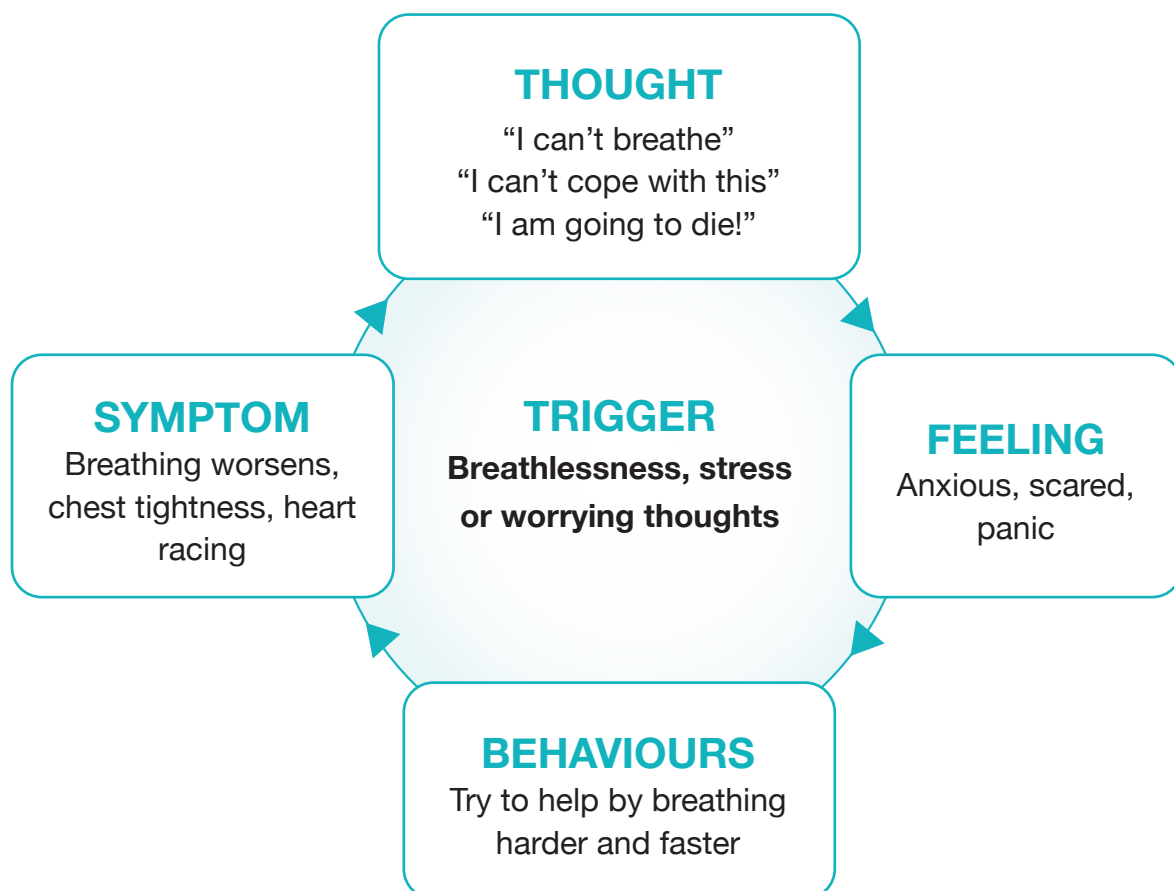 THOUGHT
“I can’t breathe”
“I can’t cope with this”
“I am going to die!”
SYMPTOM
Breathing worsens,
chest tightness, heart
racing
TRIGGER
Breathlessness, stress
or worrying thoughts
FEELING
Anxious, scared,
panic
BEHAVIOURS
Try to help by breathing
harder and faster